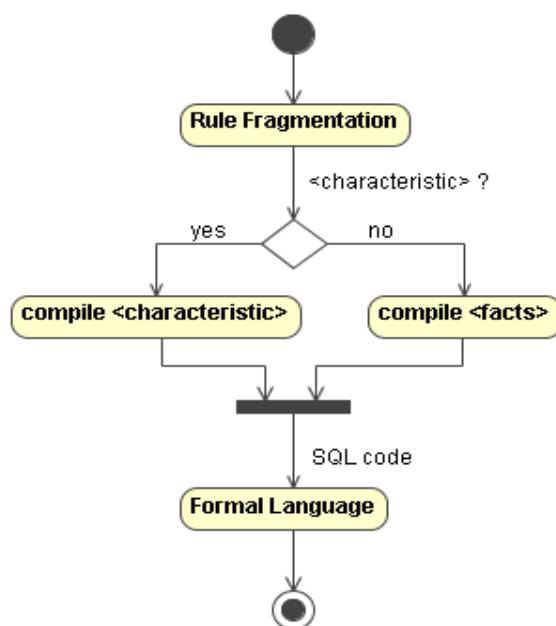 Rule Fragmentation
<characteristic> ?
yes
no
compile <characteristic>
compile <facts>
SQL code
Formal Language